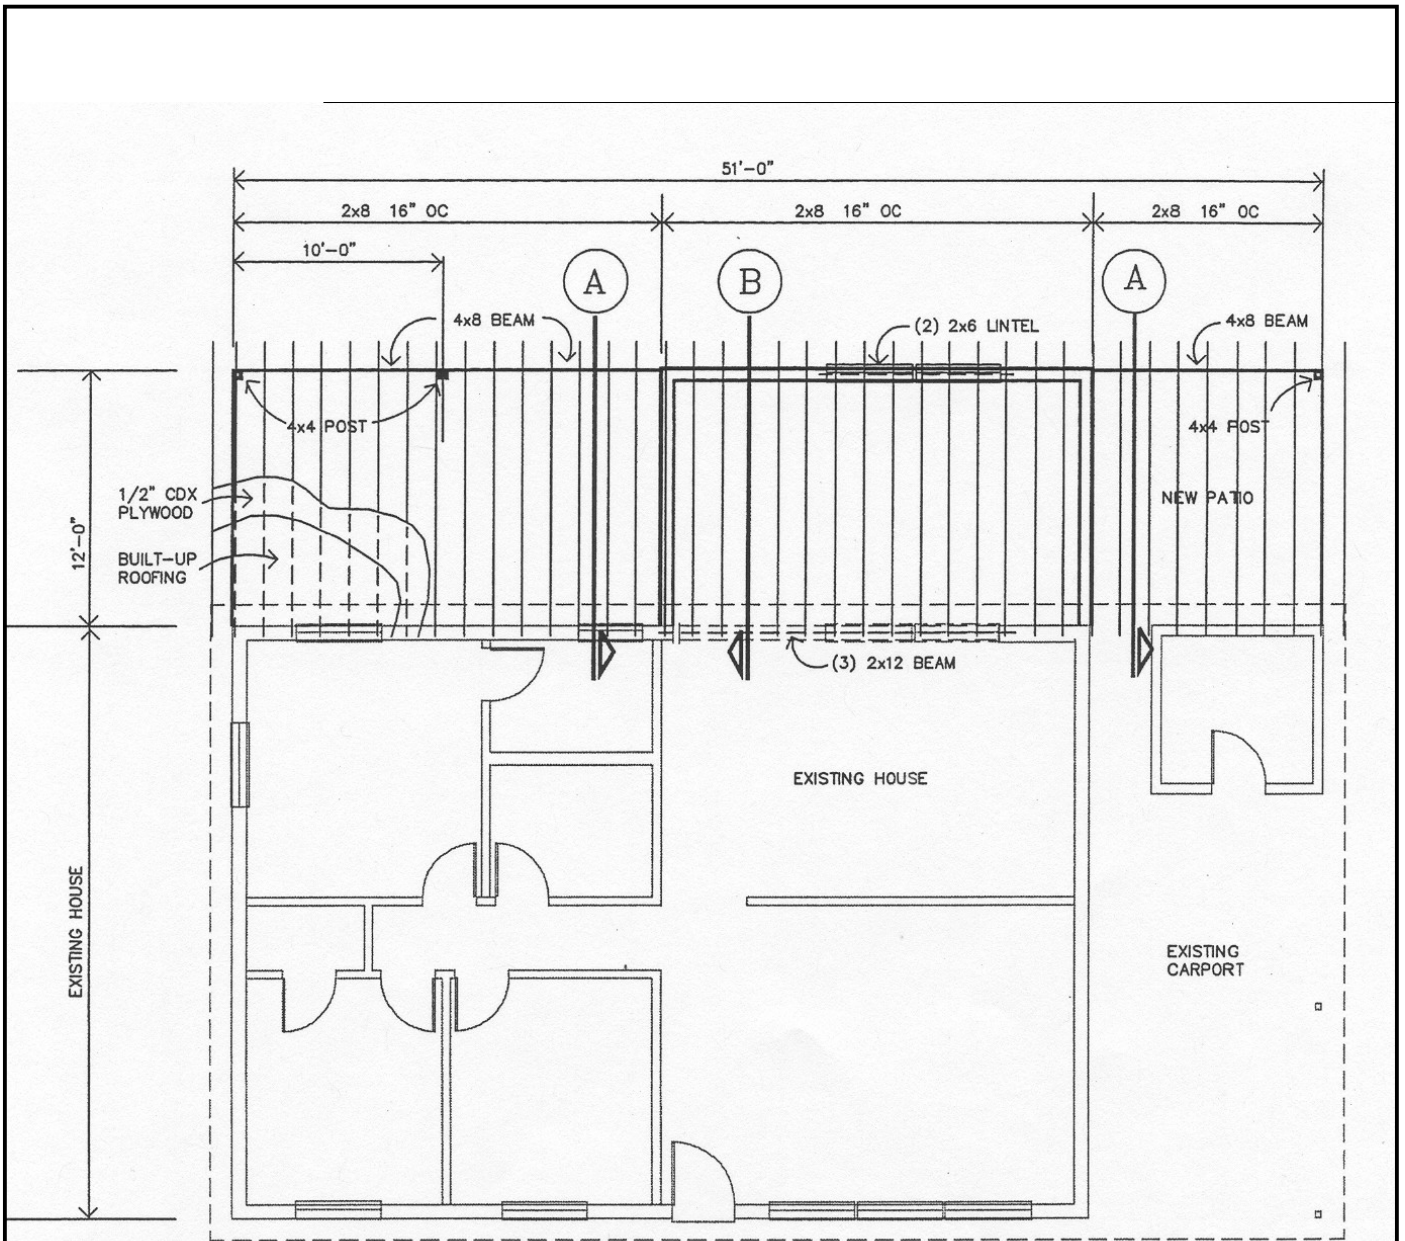 51'-0"
2x8 16" OC
2x8 16" OC
2x8 16" OC
10'-0"
A
B
A
4x8 BEAM
(2) 2x6 LINTEL
4x8 BEAM
4x4 POST
4x4 POST
1/2" CDX
PLYWOOD
NEW PATIO
12'-0"
BUILT-UP
ROOFING
(3) 2x12 BEAM
EXISTING HOUSE
EXISTING HOUSE
EXISTING
CARPORT